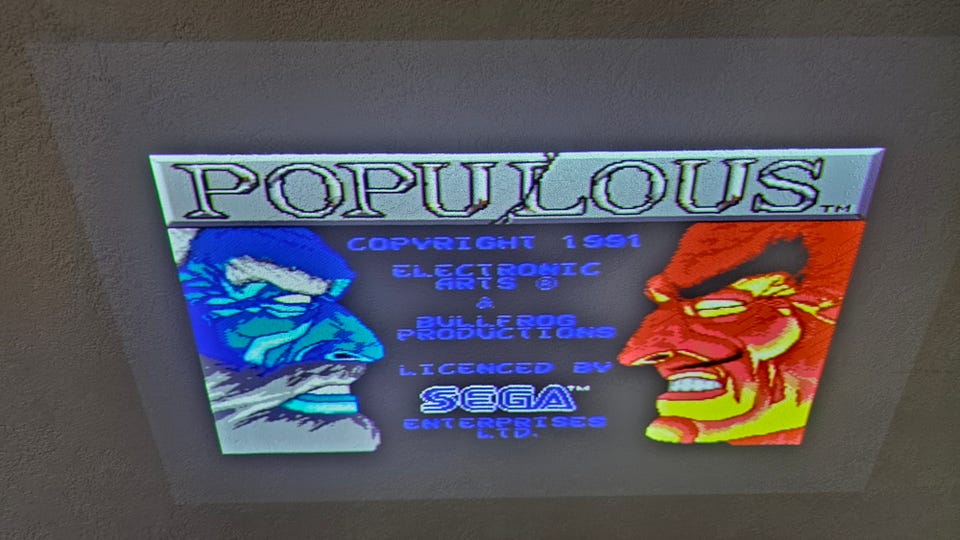 POPULOUS™
COPYRIGHT 1991
ELECTRONIC
ARTS ®
&
BULLFROG
PRODUCTIONS
LICENCED BY
SEGA™
ENTERPRISES
LTD.